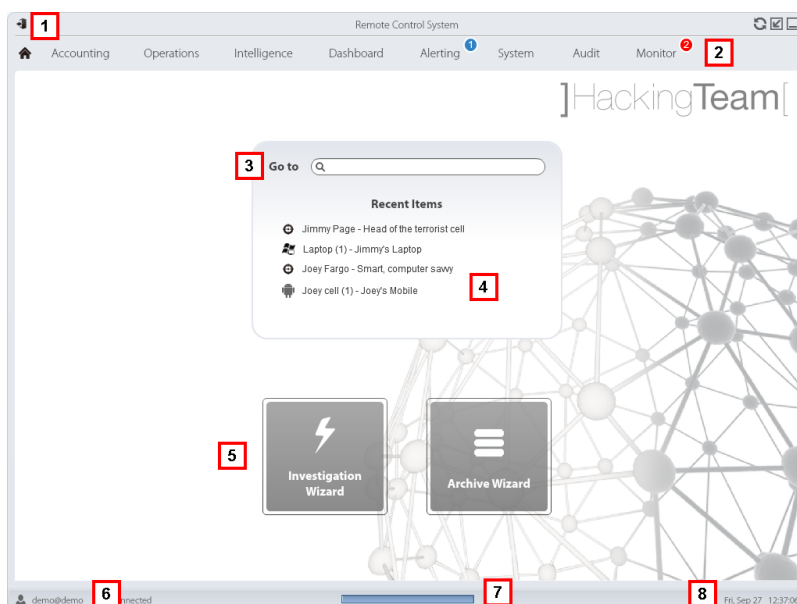 1
Remote Control System
Accounting Operations Intelligence Dashboard Alerting 1 System Audit Monitor 2
2
]HackingTeam[
3
Go to
Recent Items
Jimmy Page - Head of the terrorist cell
Laptop (1) - Jimmy's Laptop
Joey Fargo - Smart, computer savvy
Joey cell (1) - Joey's Mobile
4
5
Investigation
Wizard
Archive Wizard
demo@demo
6
7
8
Fri, Sep 27 12:37:06